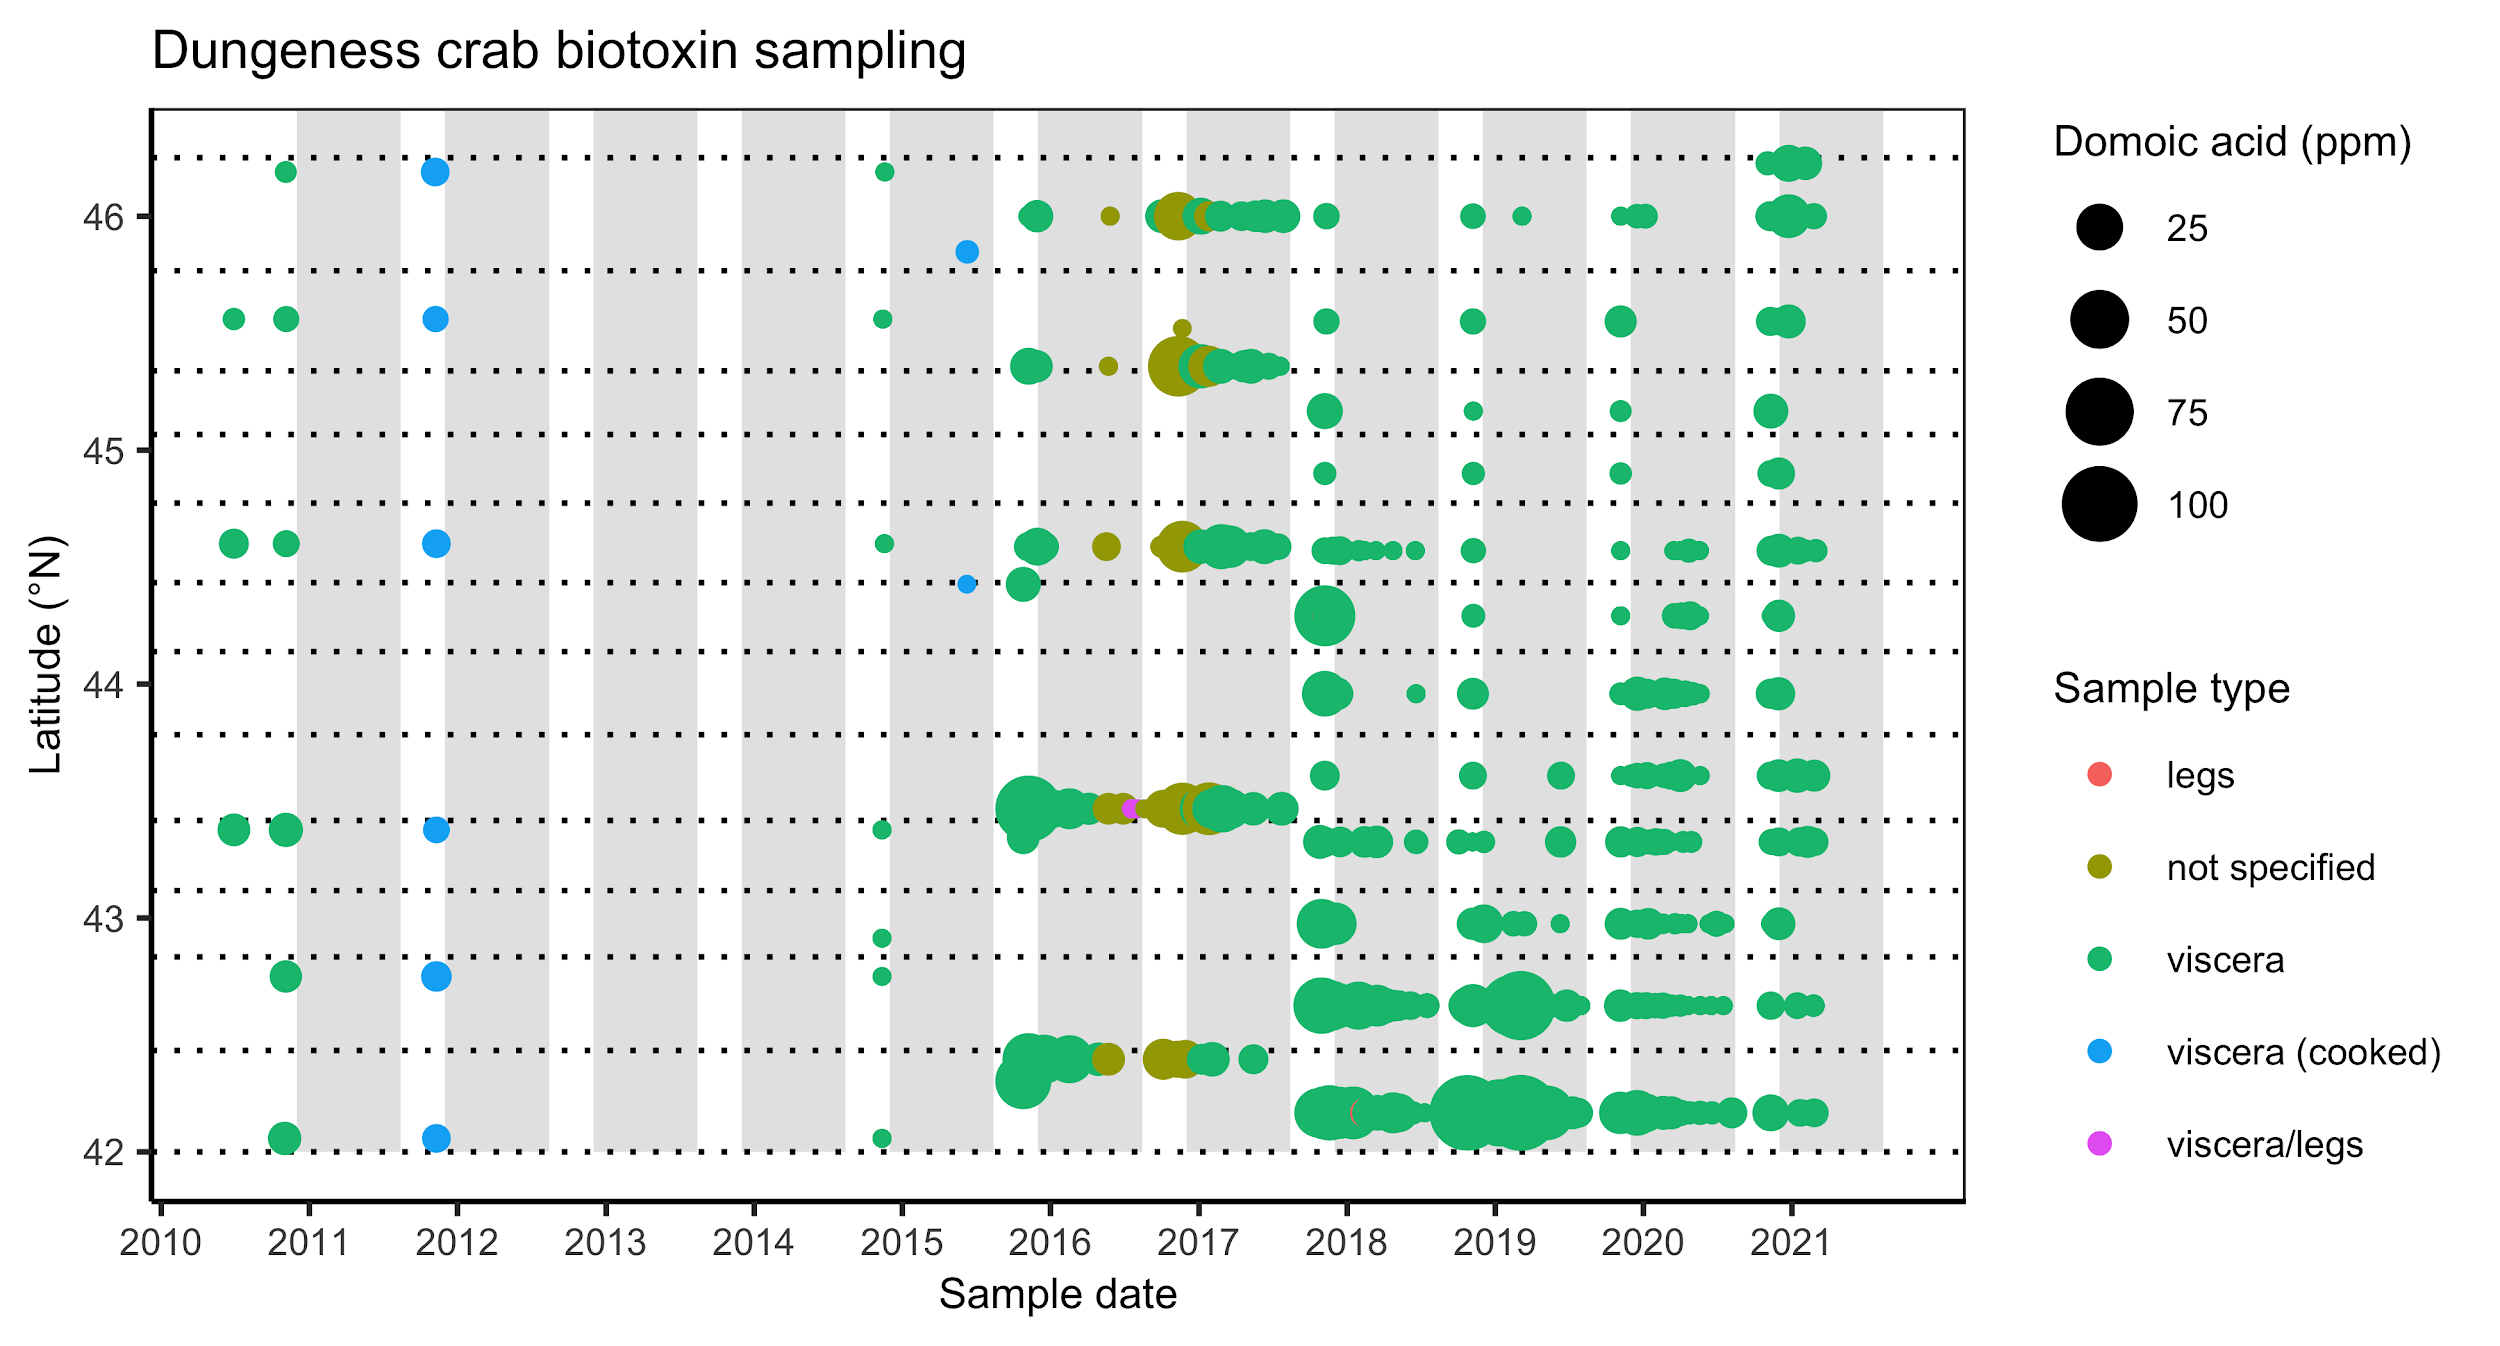 Dungeness crab biotoxin sampling
Latitude (°N)
46
45
44
43
42
2010 2011 2012 2013 2014 2015 2016 2017 2018 2019 2020 2021
Sample date
Domoic acid (ppm)
25
50
75
100
Sample type
legs
not specified
viscera
viscera (cooked)
viscera/legs